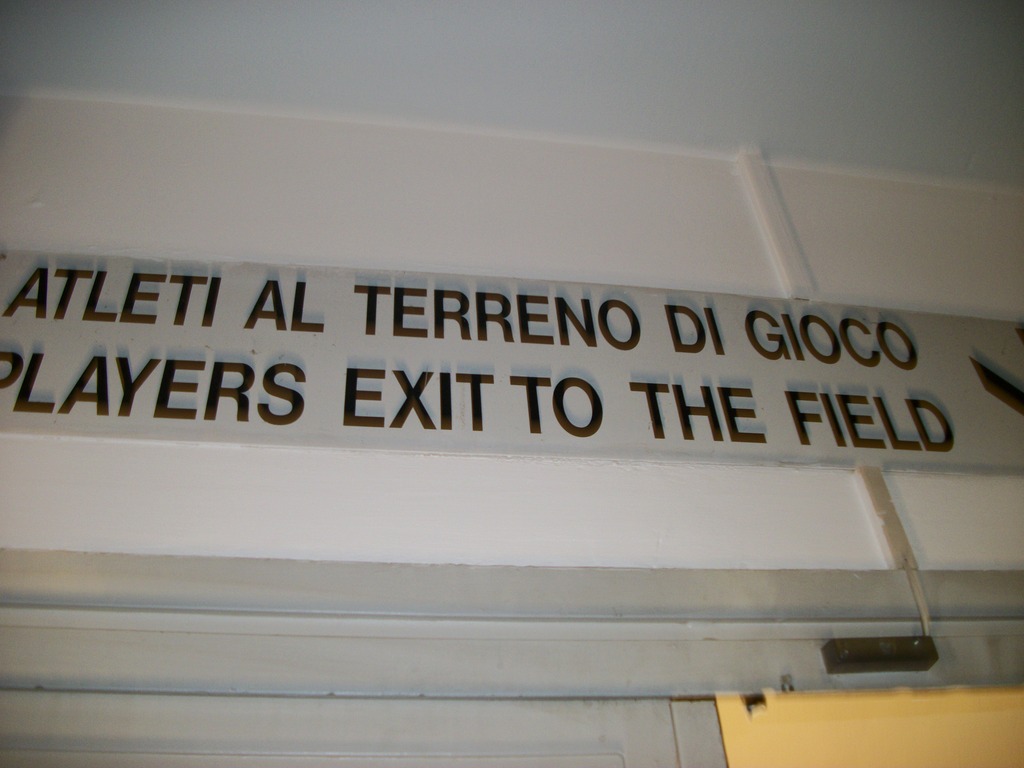 ATLETI AL TERRENO DI GIOCO
PLAYERS EXIT TO THE FIELD